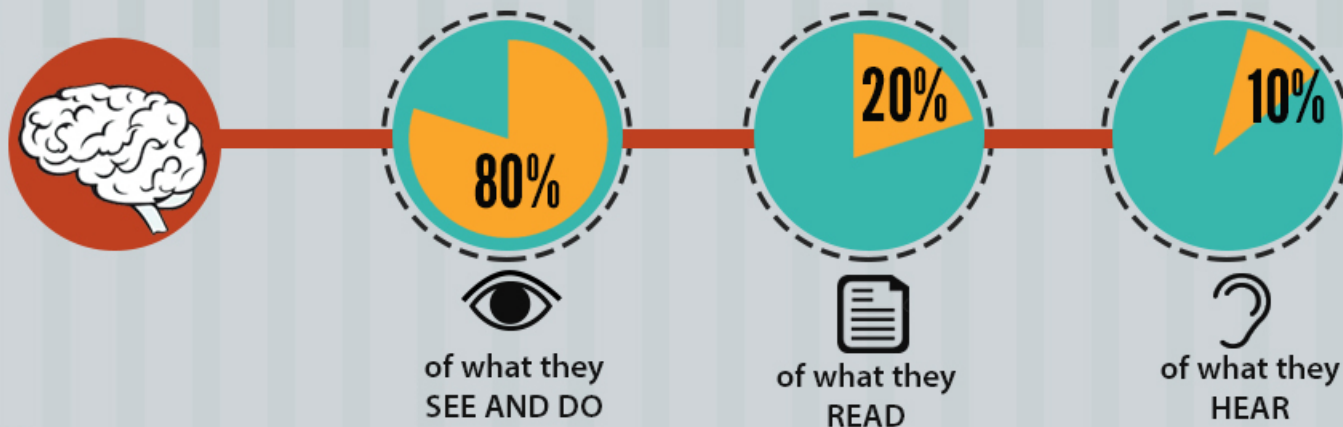 80%
of what they
SEE AND DO
20%
of what they
READ
10%
of what they
HEAR